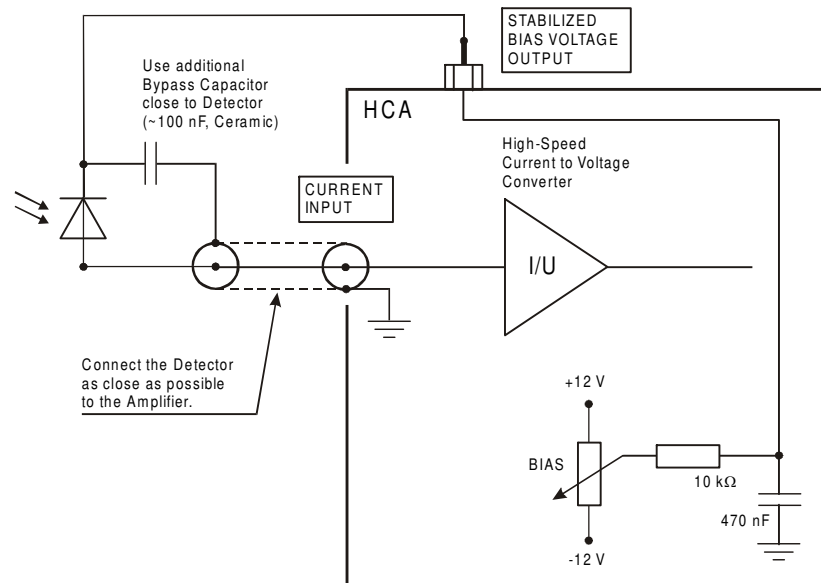 STABILIZED
BIAS VOLTAGE
OUTPUT
Use additional
Bypass Capacitor
close to Detector
(~100 nF, Ceramic)
HCA
High-Speed
Current to Voltage
Converter
CURRENT
INPUT
I/U
Connect the Detector
as close as possible
to the Amplifier.
+12 V
BIAS
10 kΩ
470 nF
-12 V